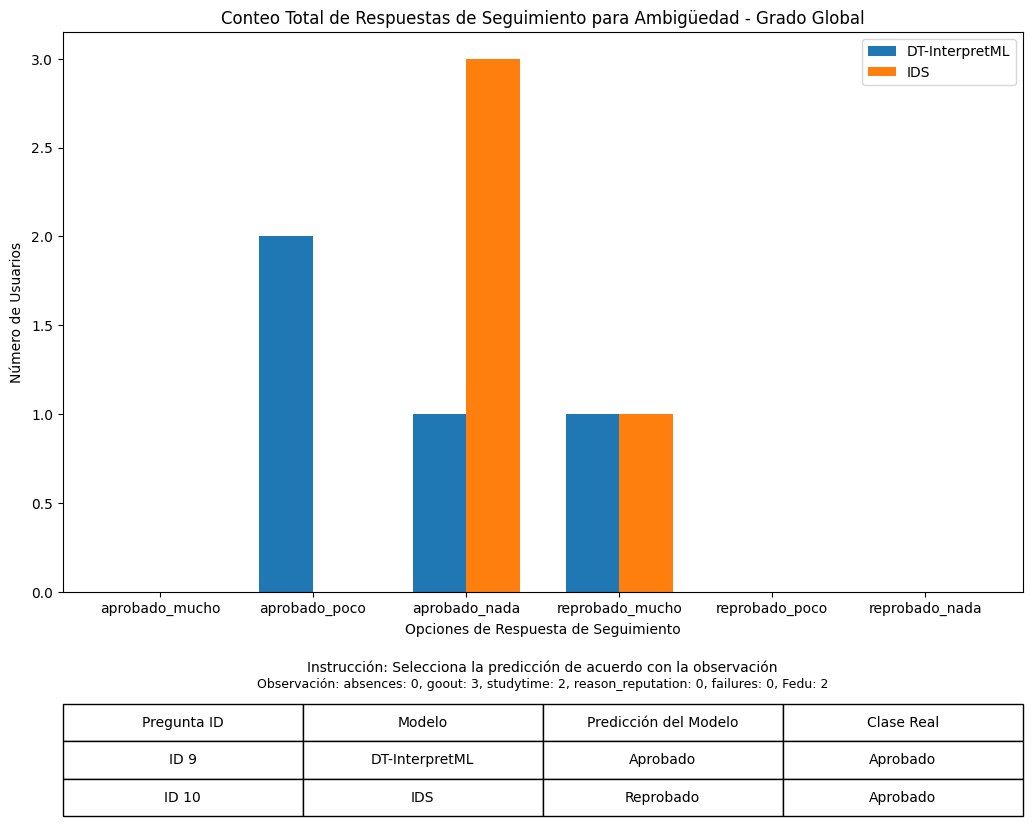 Conteo Total de Respuestas de Seguimiento para Ambigüedad - Grado Global
DT-InterpretML
IDS
Número de Usuarios
3.0
2.5
2.0
1.5
1.0
0.5
0.0
aprobado_mucho aprobado_poco aprobado_nada reprobado_mucho reprobado_poco reprobado_nada
Opciones de Respuesta de Seguimiento
Instrucción: Selecciona la predicción de acuerdo con la observación
Observación: absences: 0, goout: 3, studytime: 2, reason_reputation: 0, failures: 0, Fedu: 2
Pregunta ID Modelo Predicción del Modelo Clase Real
ID 9 DT-InterpretML Aprobado Aprobado
ID 10 IDS Reprobado Aprobado